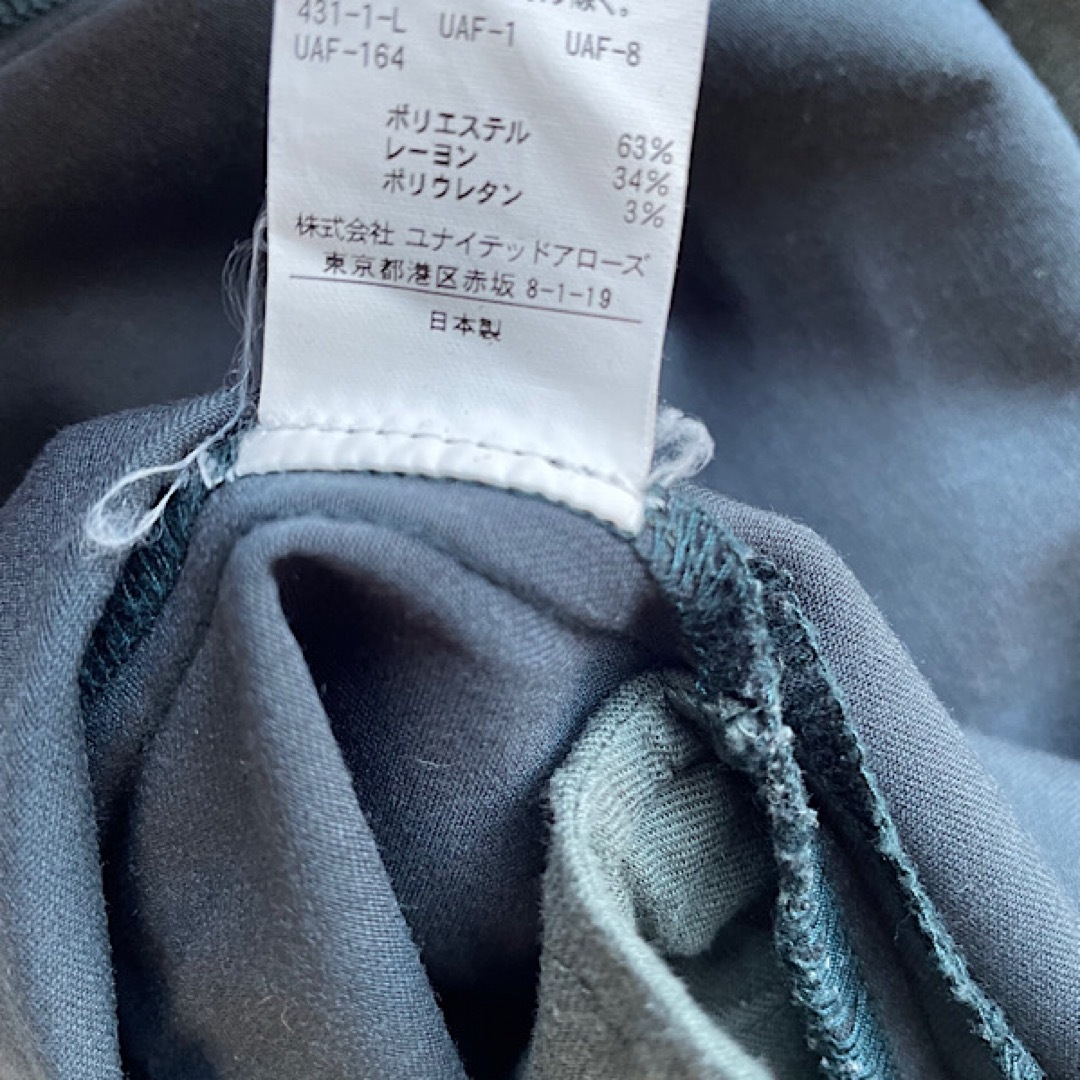 除く。
431-1-L UAF-1 UAF-8
UAF-164
ポリエステル 63%
レーヨン 34%
ポリウレタン 3%
株式会社 ユナイテッドアローズ
東京都港区赤坂 8-1-19
日本製